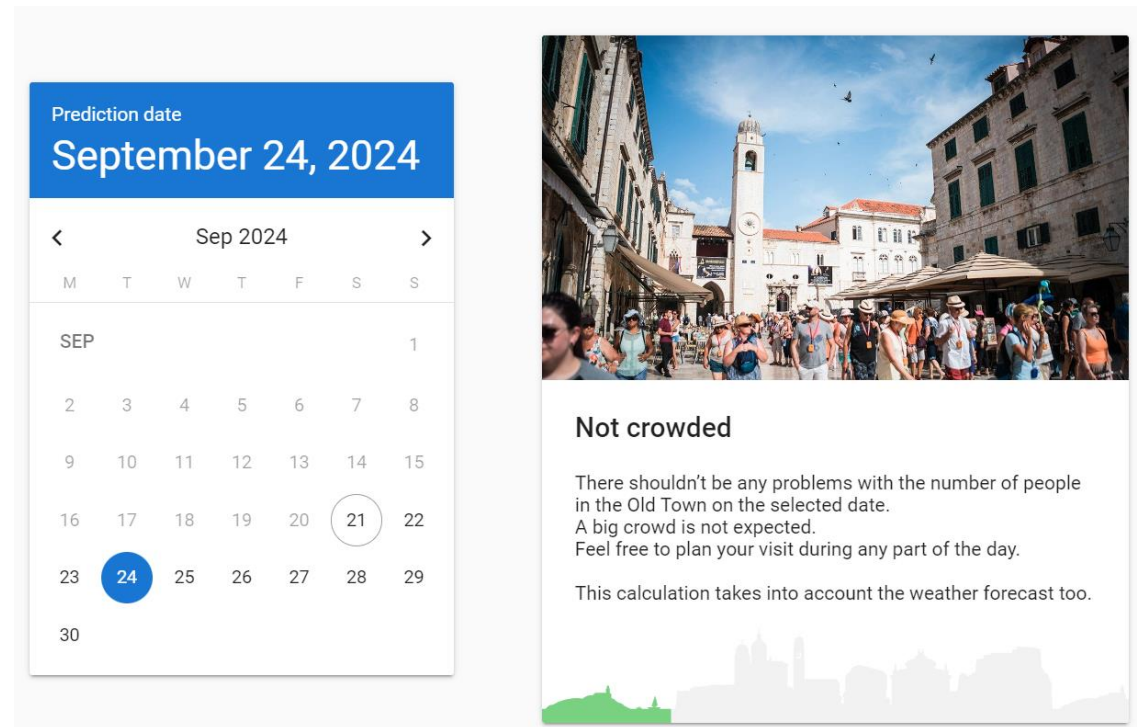 Prediction date
September 24, 2024
Sep 2024
M T W T F S S
SEP 1
2 3 4 5 6 7 8
9 10 11 12 13 14 15
16 17 18 19 20 21 22
23 24 25 26 27 28 29
30
Not crowded
There shouldn’t be any problems with the number of people
in the Old Town on the selected date.
A big crowd is not expected.
Feel free to plan your visit during any part of the day.
This calculation takes into account the weather forecast too.